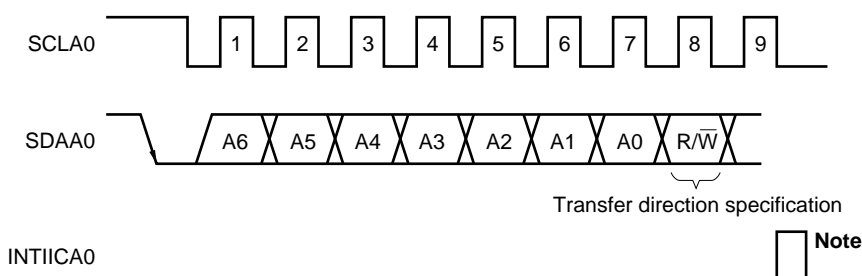 SCLA0 1 2 3 4 5 6 7 8 9
SDAA0 A6 A5 A4 A3 A2 A1 A0 R/W̅
Transfer direction specification
Note
INTIICA0